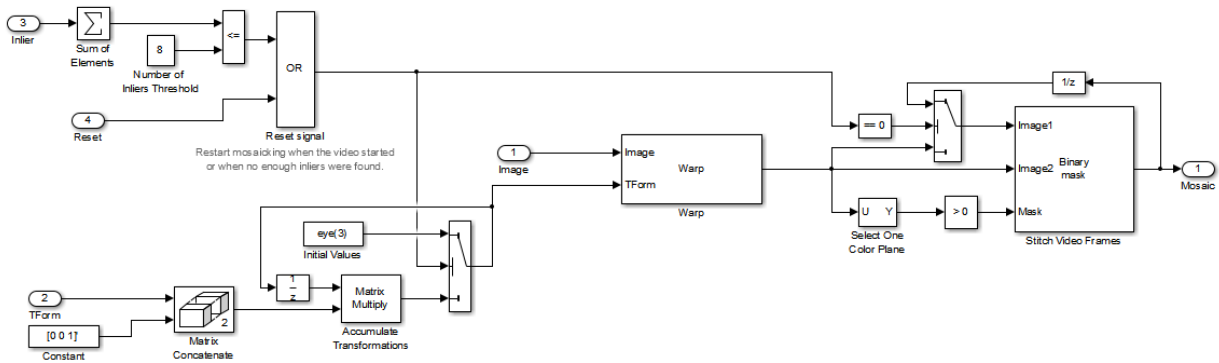 3
Inlier
Sum of
Elements
8
Number of
Inliers Threshold
<=
OR
4
Reset
Reset signal
Restart mosaicking when the video started
or when no enough inliers were found.
1
Image
Image
TForm
Warp
Warp
1/z
== 0
Image1
Image2
Mask
Binary
mask
Stitch Video Frames
1
Mosaic
U
Y
Select One
Color Plane
> 0
eye(3)
Initial Values
1
z
Matrix
Multiply
Accumulate
Transformations
2
TForm
[0 0 1]'
Constant
2
Matrix
Concatenate